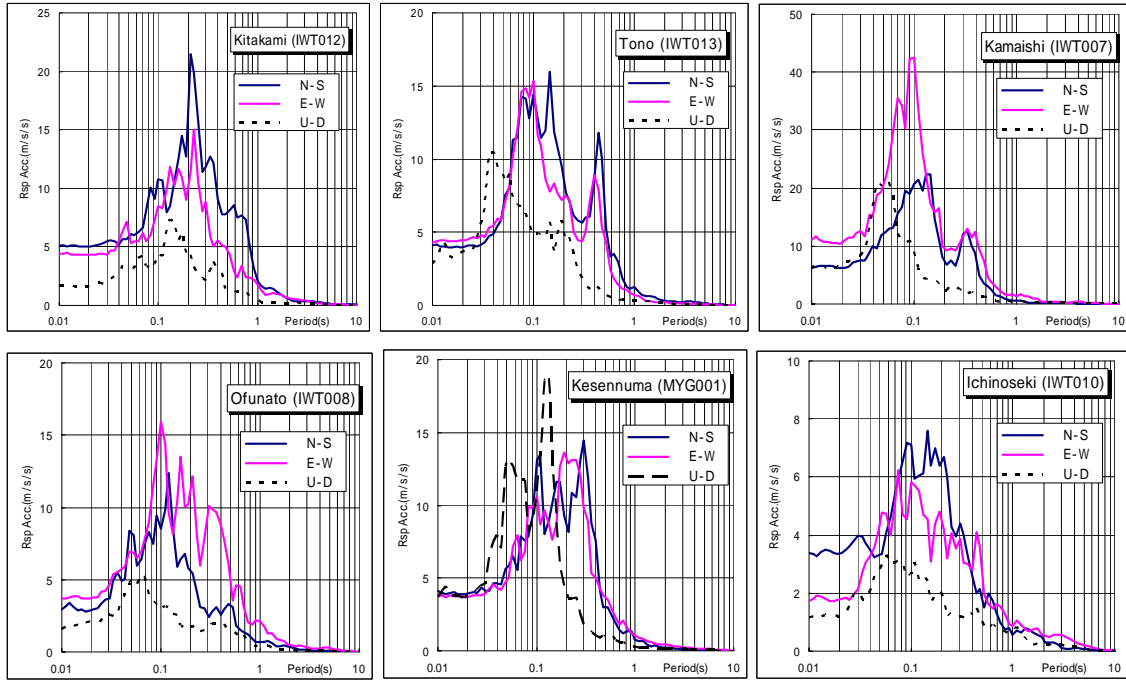 25
20
15
10
5
0
Rsp Acc.(m/s/s)
Kitakami (IWT012)
N-S
E-W
U-D
0.01
0.1
1
Period(s)
10
20
15
10
5
0
Rsp Acc.(m/s/s)
Tono (IWT013)
N-S
E-W
U-D
0.01
0.1
1
Period(s)
10
50
40
30
20
10
0
Rsp Acc.(m/s/s)
Kamaishi (IWT007)
N-S
E-W
U-D
0.01
0.1
1
Period(s)
10
20
15
10
5
0
Rsp Acc.(m/s/s)
Ofunato (IWT008)
N-S
E-W
U-D
0.01
0.1
1
Period(s)
10
20
15
10
5
0
Rsp Acc.(m/s/s)
Kesennuma (MYG001)
N-S
E-W
U-D
0.01
0.1
1
Period(s)
10
10
8
6
4
2
0
Rsp Acc.(m/s/s)
Ichinoseki (IWT010)
N-S
E-W
U-D
0.01
0.1
1
Period(s)
10